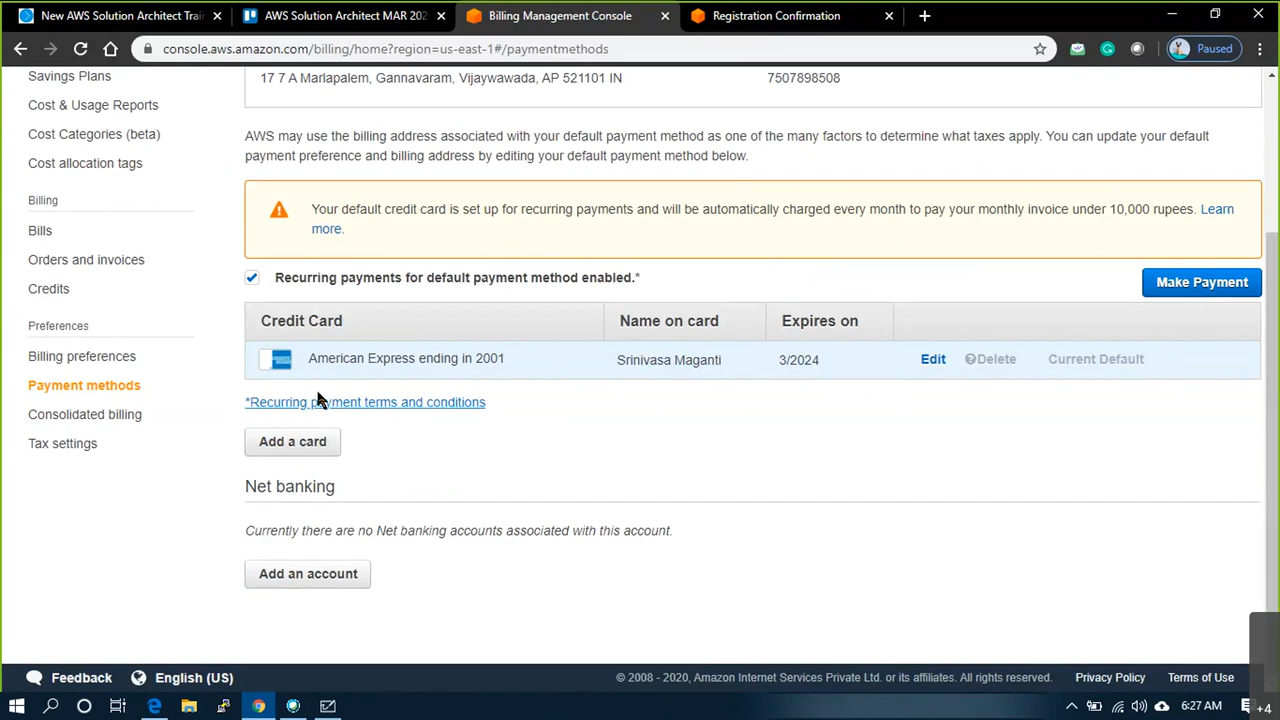 New AWS Solution Architect Trai
AWS Solution Architect MAR 202
Billing Management Console
Registration Confirmation
console.aws.amazon.com/billing/home?region=us-east-1#/paymentmethods
Paused
Savings Plans
Cost & Usage Reports
Cost Categories (beta)
Cost allocation tags
Billing
Bills
Orders and invoices
Credits
Preferences
Billing preferences
Payment methods
Consolidated billing
Tax settings
17 7 A Marlapalem, Gannavaram, Vijaywawada, AP 521101 IN
7507898508
AWS may use the billing address associated with your default payment method as one of the many factors to determine what taxes apply. You can update your default
payment preference and billing address by editing your default payment method below.
Your default credit card is set up for recurring payments and will be automatically charged every month to pay your monthly invoice under 10,000 rupees. Learn
more.
Recurring payments for default payment method enabled.*
Make Payment
Credit Card Name on card Expires on
American Express ending in 2001 Srinivasa Maganti 3/2024 Edit Delete Current Default
*Recurring payment terms and conditions
Add a card
Net banking
Currently there are no Net banking accounts associated with this account.
Add an account
Feedback English (US) © 2008 - 2020, Amazon Internet Services Private Ltd. or its affiliates. All rights reserved. Privacy Policy Terms of Use
6:27 AM
+4